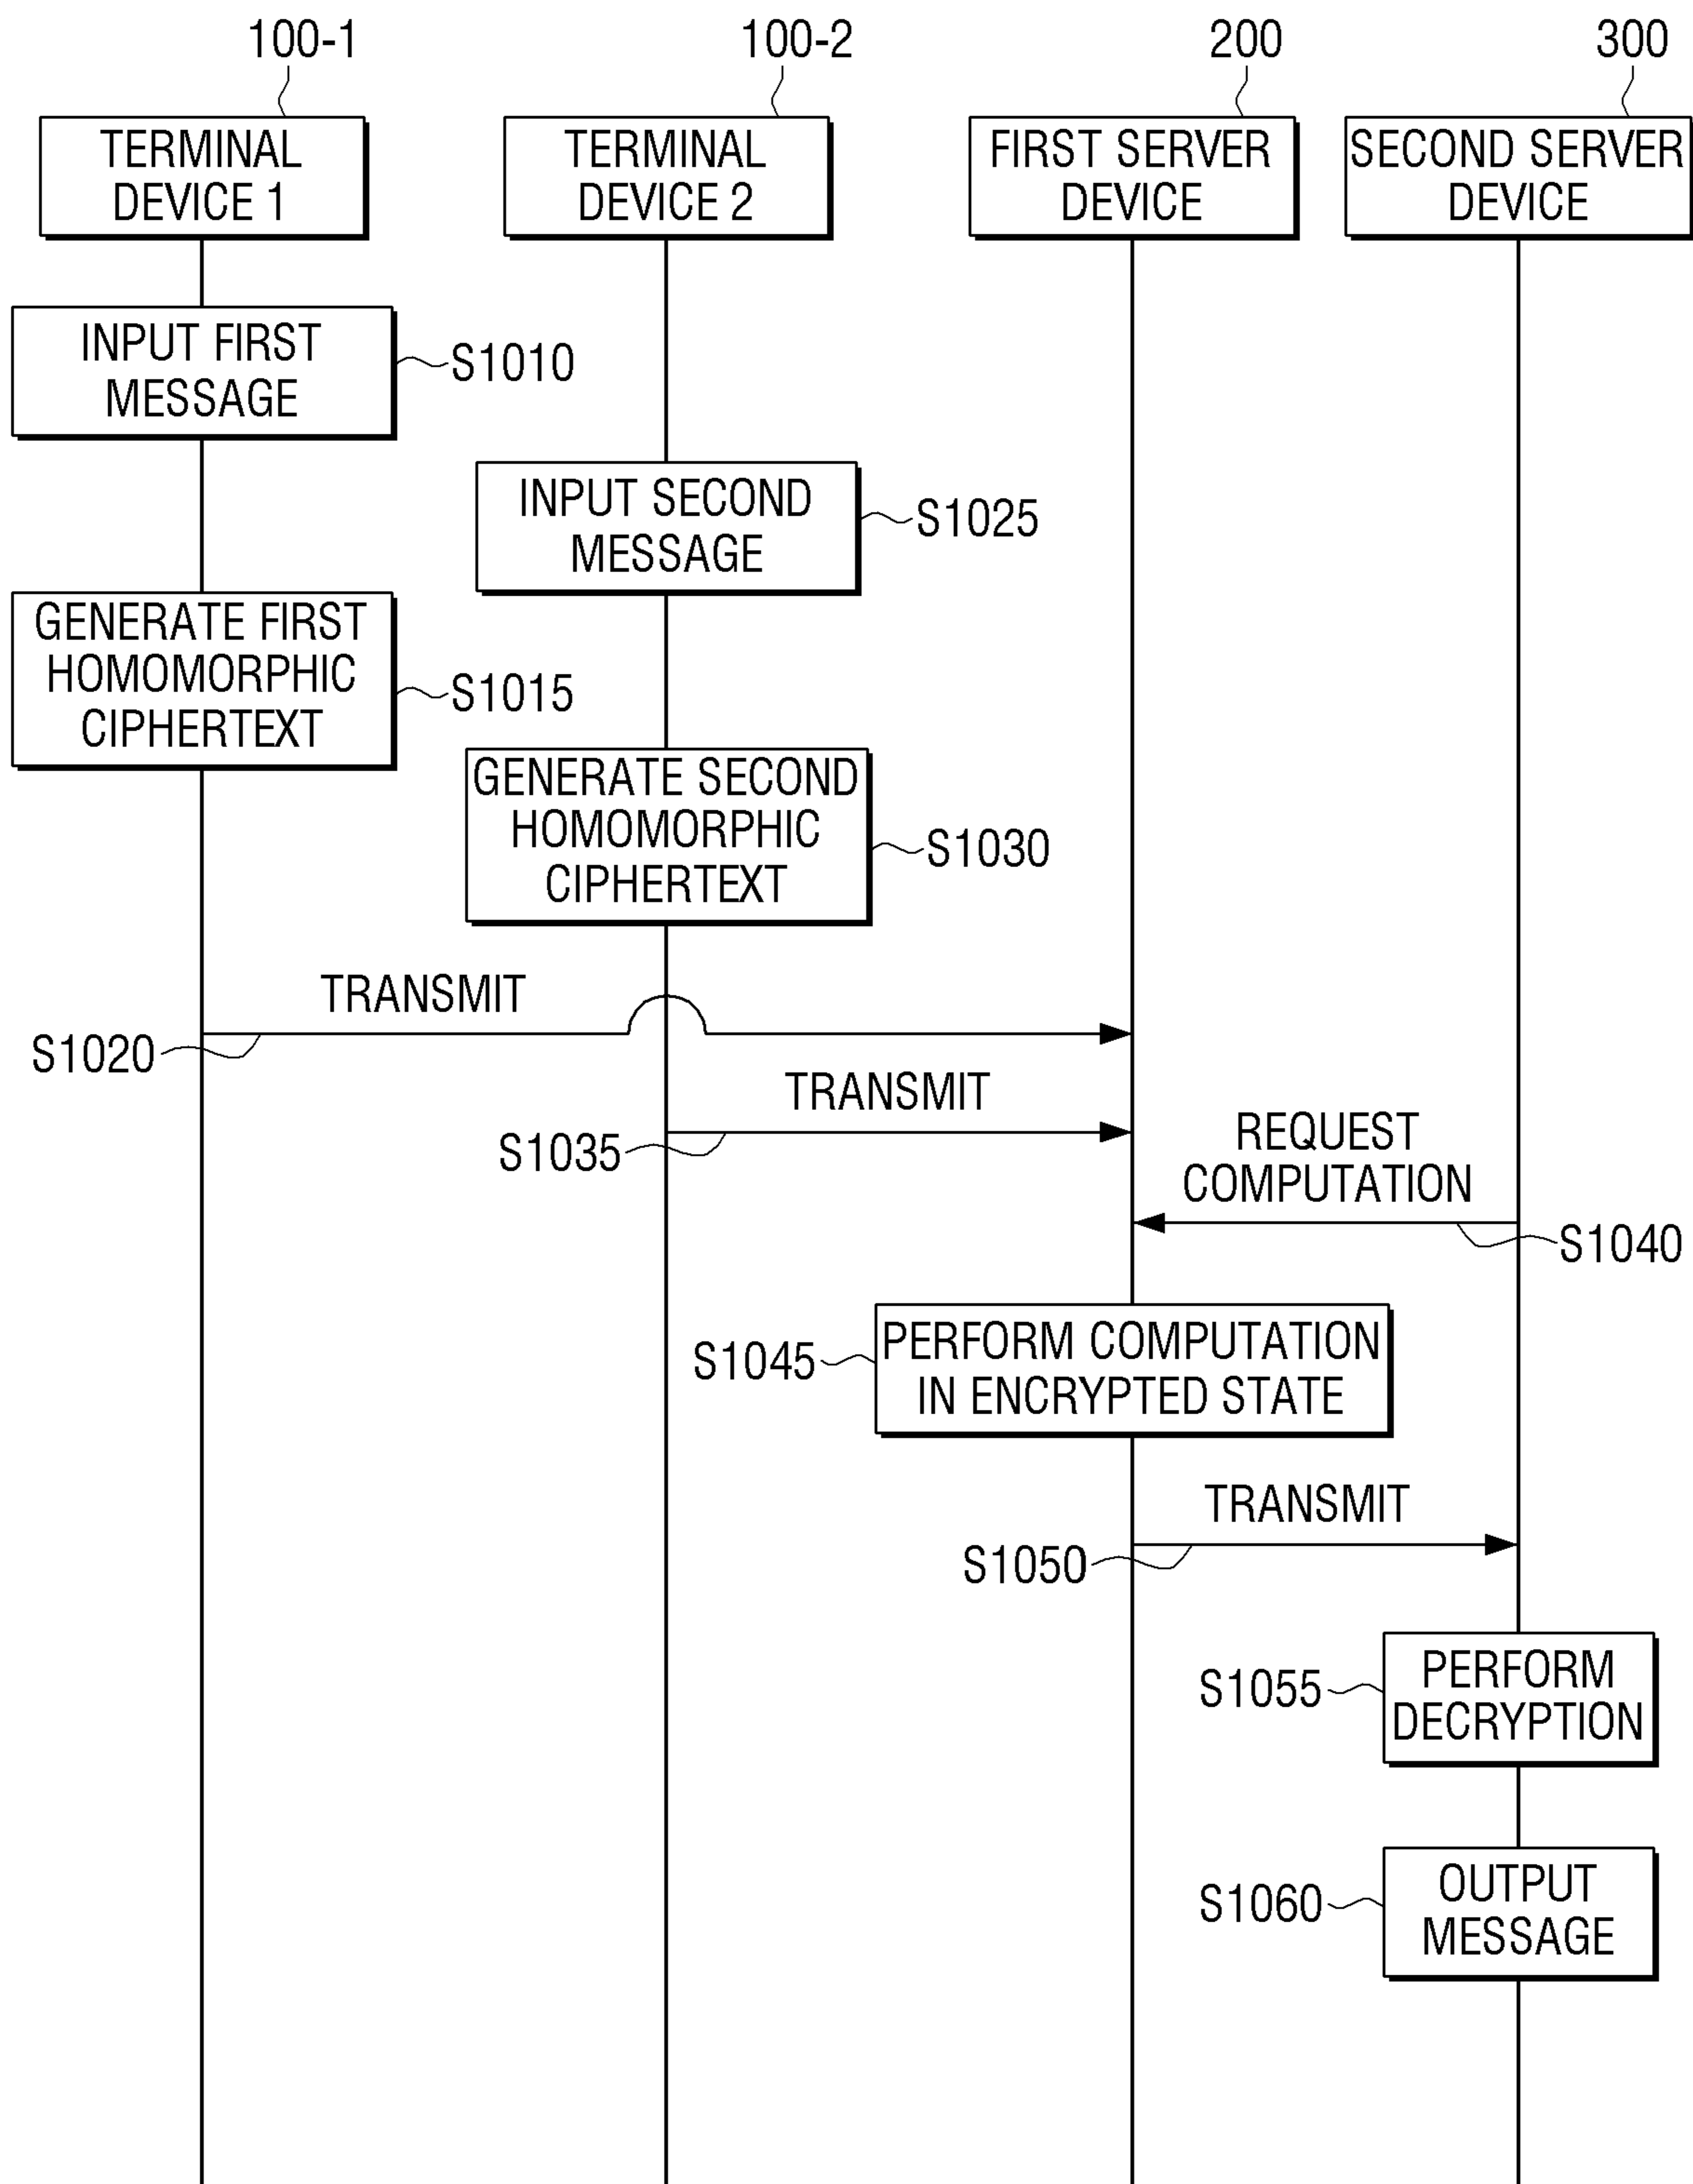 100-1
100-2
200
300
TERMINAL
DEVICE 1
TERMINAL
DEVICE 2
FIRST SERVER
DEVICE
SECOND SERVER
DEVICE
INPUT FIRST
MESSAGE
S1010
INPUT SECOND
MESSAGE
S1025
GENERATE FIRST
HOMOMORPHIC
CIPHERTEXT
S1015
GENERATE SECOND
HOMOMORPHIC
CIPHERTEXT
S1030
TRANSMIT
S1020
TRANSMIT
S1035
REQUEST
COMPUTATION
S1040
S1045
PERFORM COMPUTATION
IN ENCRYPTED STATE
TRANSMIT
S1050
S1055
PERFORM
DECRYPTION
S1060
OUTPUT
MESSAGE